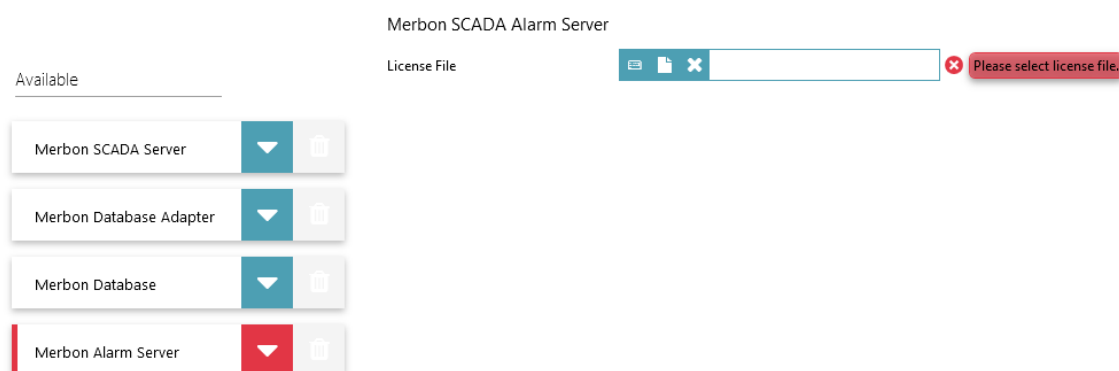 Merbon SCADA Alarm Server
License File
Please select license file.
Available
Merbon SCADA Server
Merbon Database Adapter
Merbon Database
Merbon Alarm Server